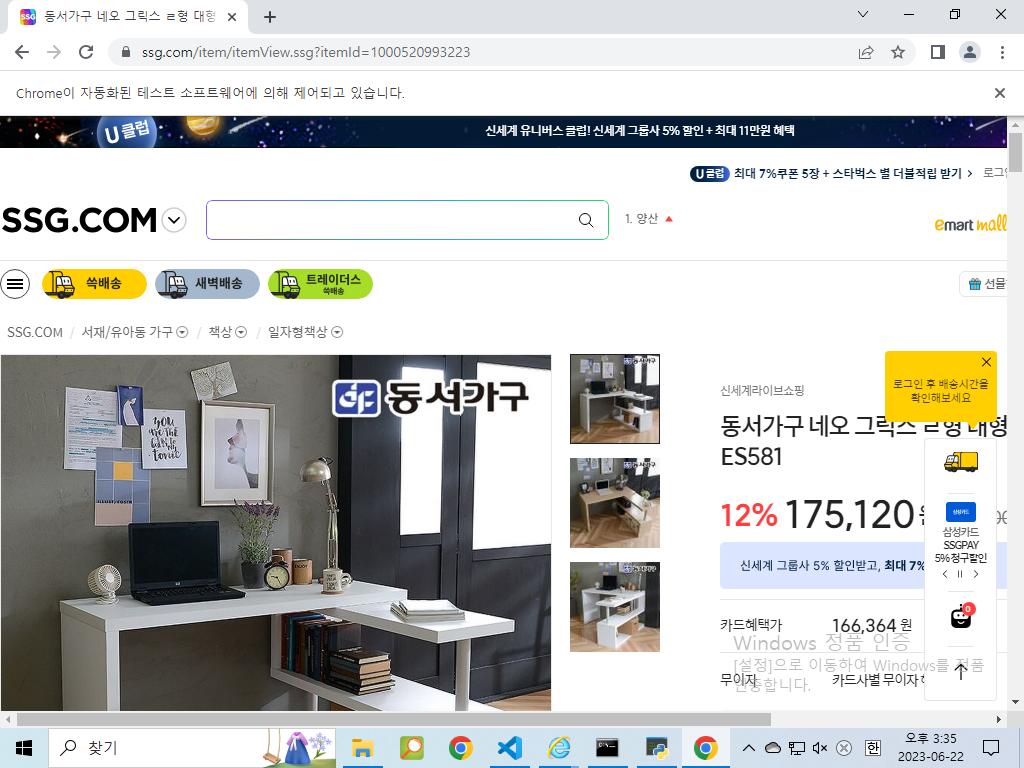 동서가구 네오 그릭스 ㄹ형 대형
ssg.com/item/itemView.ssg?itemId=1000520993223
Chrome이 자동화된 테스트 소프트웨어에 의해 제어되고 있습니다.
U 클럽
신세계 유니버스 클럽! 신세계 그룹사 5% 할인 + 최대 11만원 혜택
U 클럽 최대 7%쿠폰 5장 + 스타벅스 별 더블적립 받기 >
로그인
SSG.COM
1. 양산
emart mall
쓱배송
새벽배송
트레이더스
쓱배송
선물
SSG.COM / 서재/유아동 가구 / 책상 / 일자형책상
동서가구
you are the gin to my tonic
신세계라이브쇼핑
로그인 후 배송시간을
확인해보세요
동서가구 네오 그릭스 ㄹ형 대형
ES581
12% 175,120
삼성카드
삼성카드
SSGPAY
5% 청구할인
신세계 그룹사 5% 할인받고, 최대 7%
0
카드혜택가 166,364 원
Windows 정품 인증
[설정]으로 이동하여 Windows를 정품
인증합니다.
무이자 카드사별 무이자
찾기
한
오후 3:35
2023-06-22